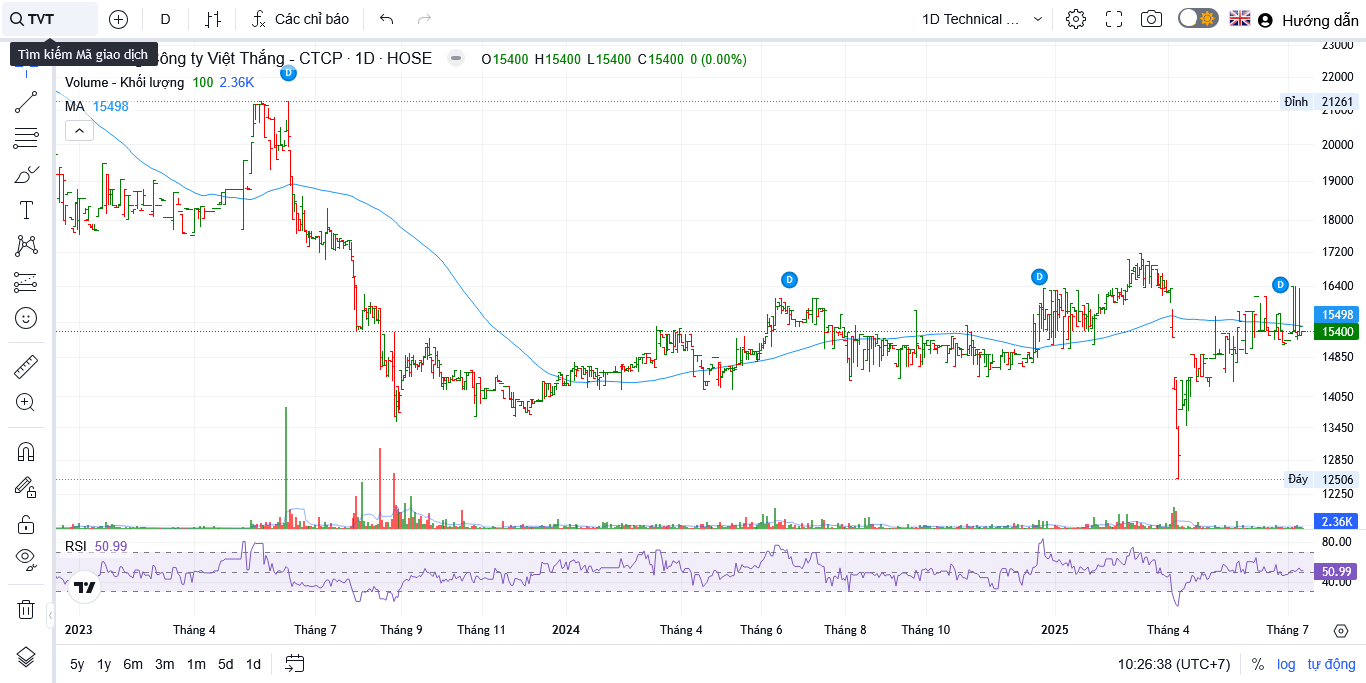 TVT D Các chỉ báo 1D Technical ... Hướng dẫn
Tìm kiếm Mã giao dịch
ông ty Việt Thắng - CTCP · 1D · HOSE O15400 H15400 L15400 C15400 0 (0.00%)
D
Volume - Khối lượng 100 2.36K
MA 15498
23000
22000
Đỉnh 21261
21000
20000
19000
18000
17200
16400
D
D
D
15498
15400
14850
14050
13450
12850
Đáy 12506
12250
2.36K
RSI 50.99
80.00
50.99
40.00
2023 Tháng 4 Tháng 7 Tháng 9 Tháng 11 2024 Tháng 4 Tháng 6 Tháng 8 Tháng 10 2025 Tháng 4 Tháng 7
5y 1y 6m 3m 1m 5d 1d 10:26:38 (UTC+7) % log tự động